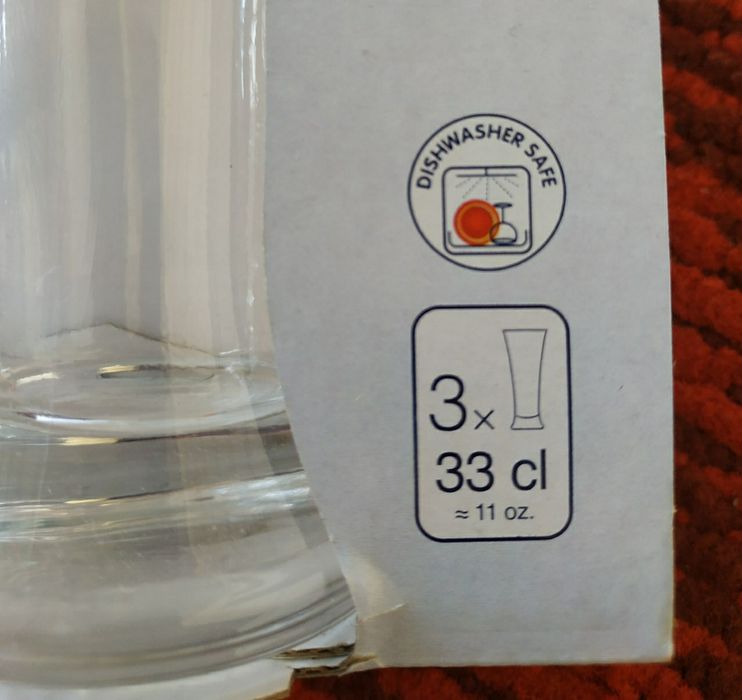 DISHWASHER SAFE
3x
33 cl
≈ 11 oz.